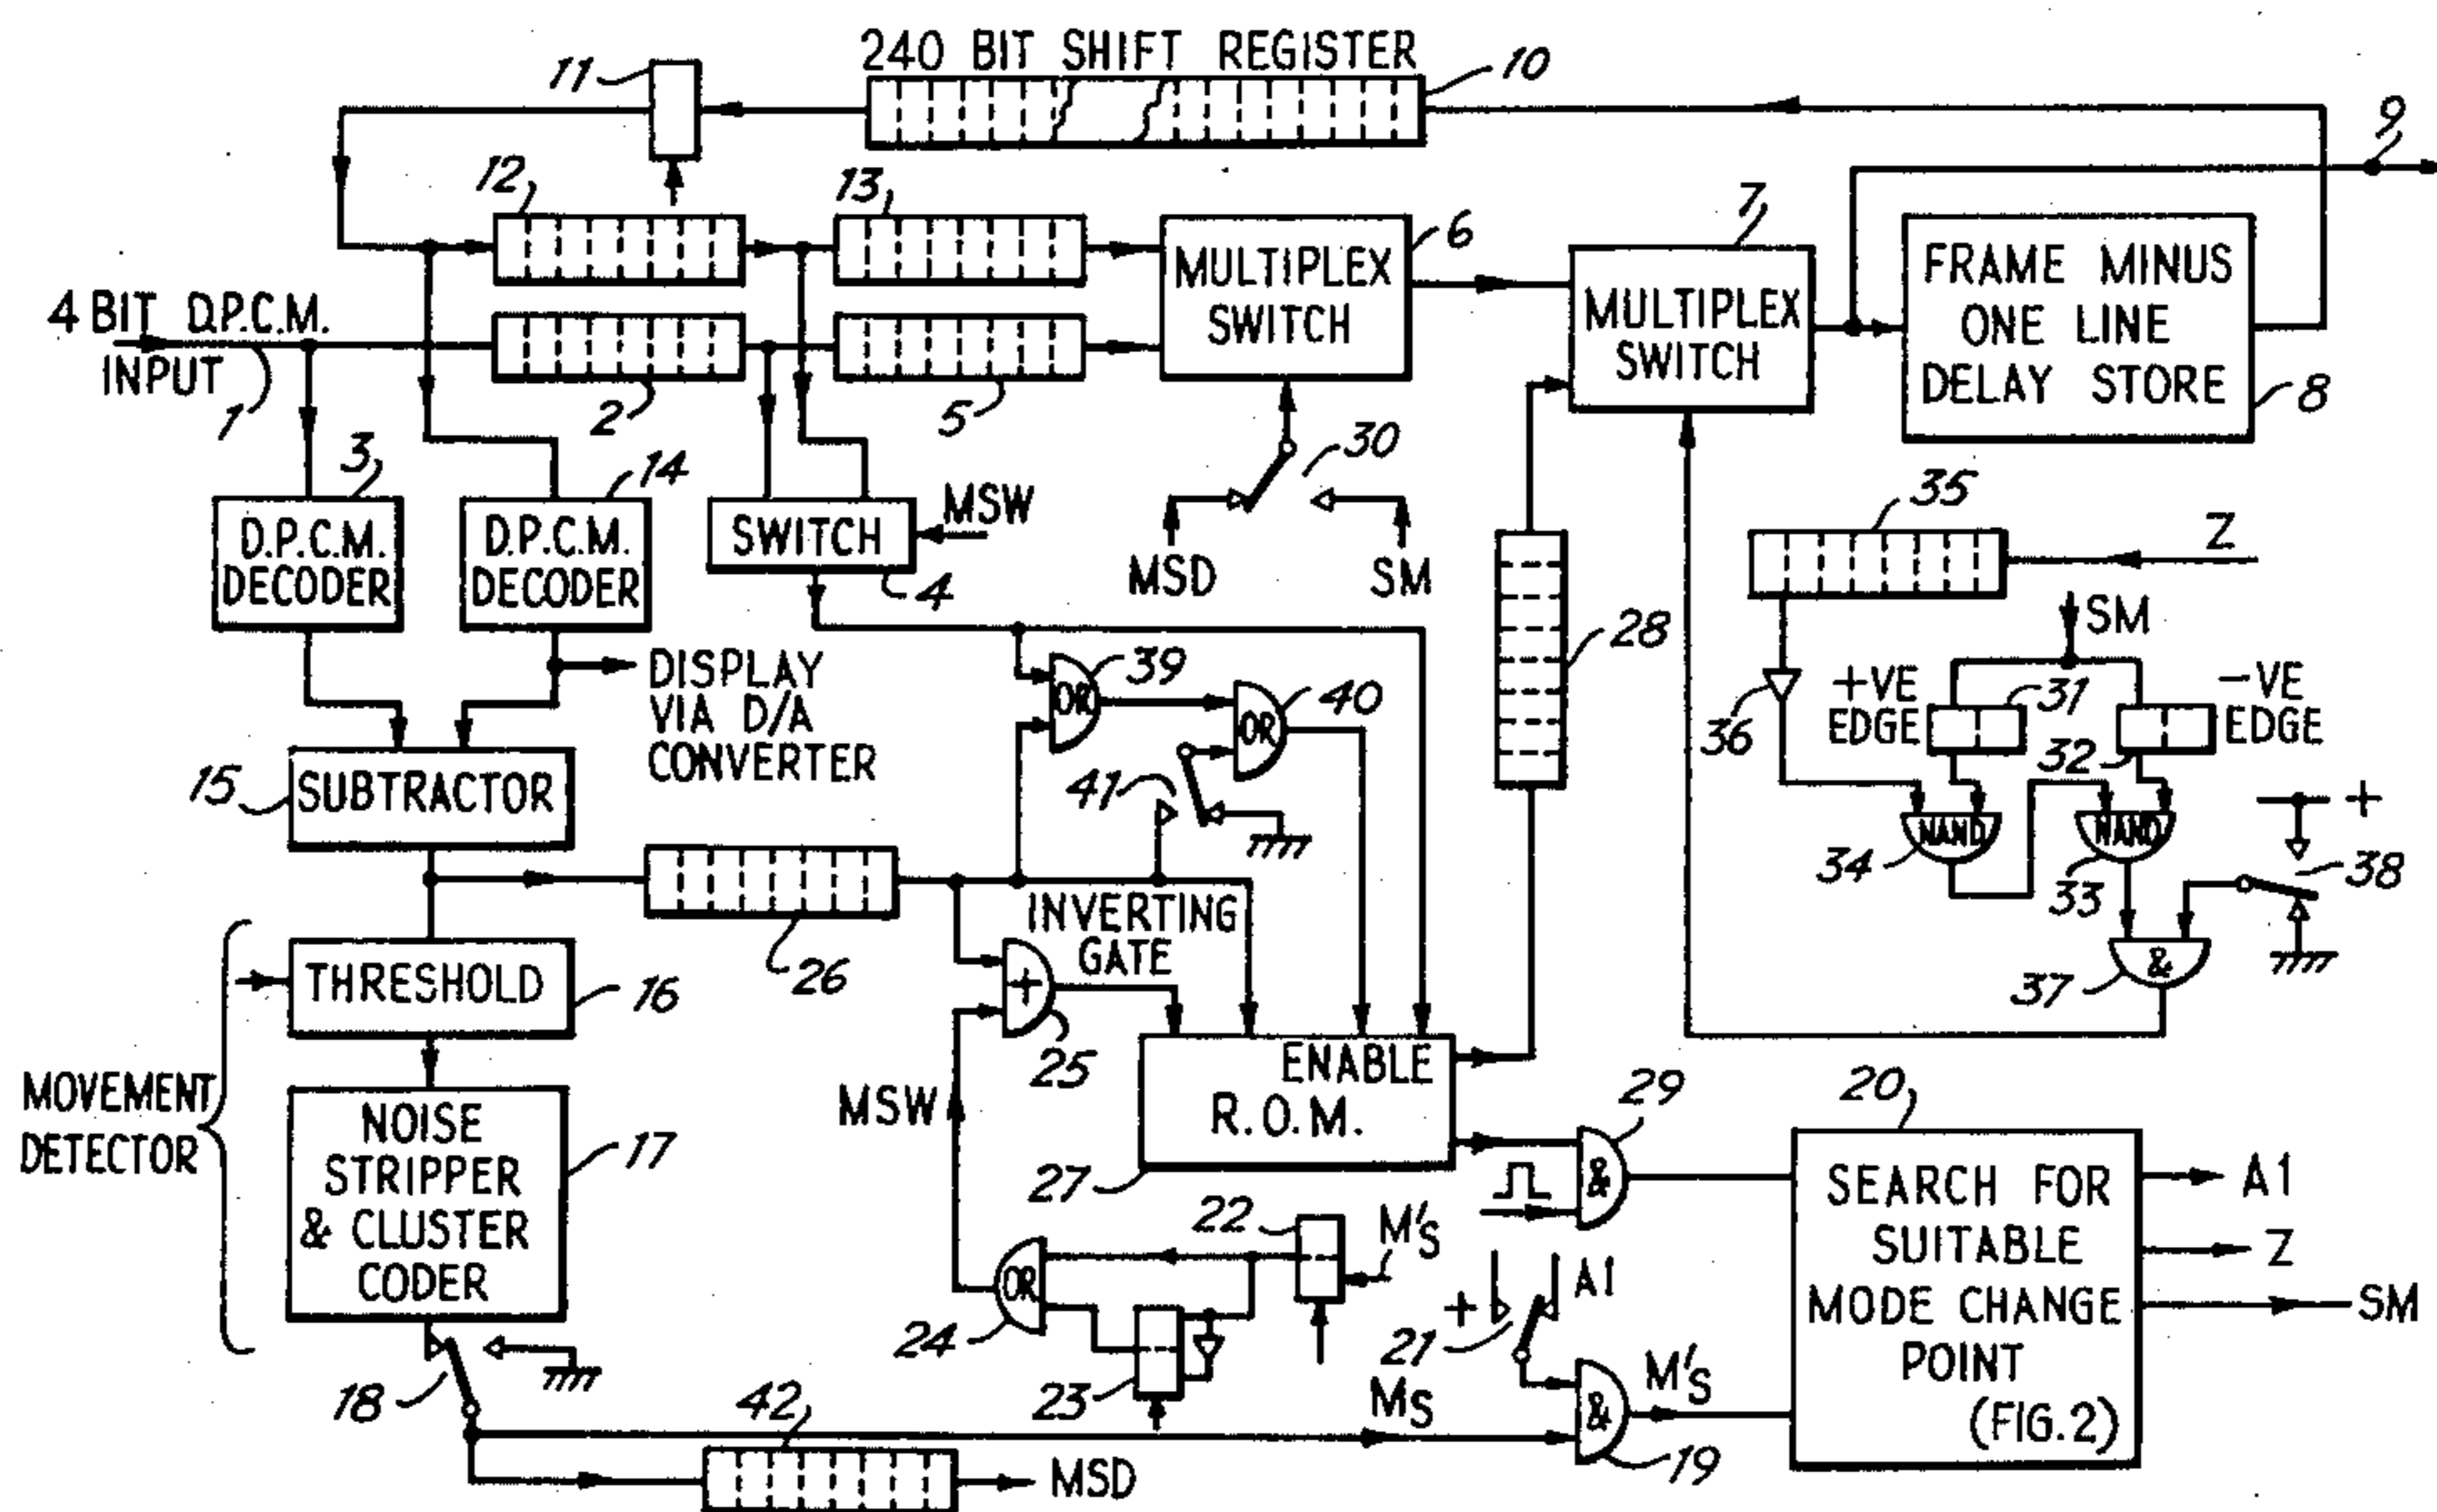 240 BIT SHIFT REGISTER
10
11
9
12
13
6
7
MULTIPLEX
SWITCH
FRAME MINUS
ONE LINE
DELAY STORE
8
4 BIT D.P.C.M.
INPUT
1
2
5
MULTIPLEX
SWITCH
30
3
14
D.P.C.M.
DECODER
D.P.C.M.
DECODER
SWITCH
MSW
4
MSD
SM
28
35
Z
SM
DISPLAY
VIA D/A
CONVERTER
39
OR
40
OR
41
36
+VE
EDGE
31
-VE
EDGE
32
15
SUBTRACTOR
NAND
34
NAND
33
+
38
26
INVERTING
GATE
+
25
&
37
MOVEMENT
DETECTOR
THRESHOLD
16
NOISE
STRIPPER
& CLUSTER
CODER
17
MSW
ENABLE
R.O.M.
27
29
&
20
SEARCH FOR
SUITABLE
MODE CHANGE
POINT
(FIG.2)
A1
Z
SM
22
M'S
OR
24
23
+
A1
21
18
MS
&
19
M'S
42
MSD